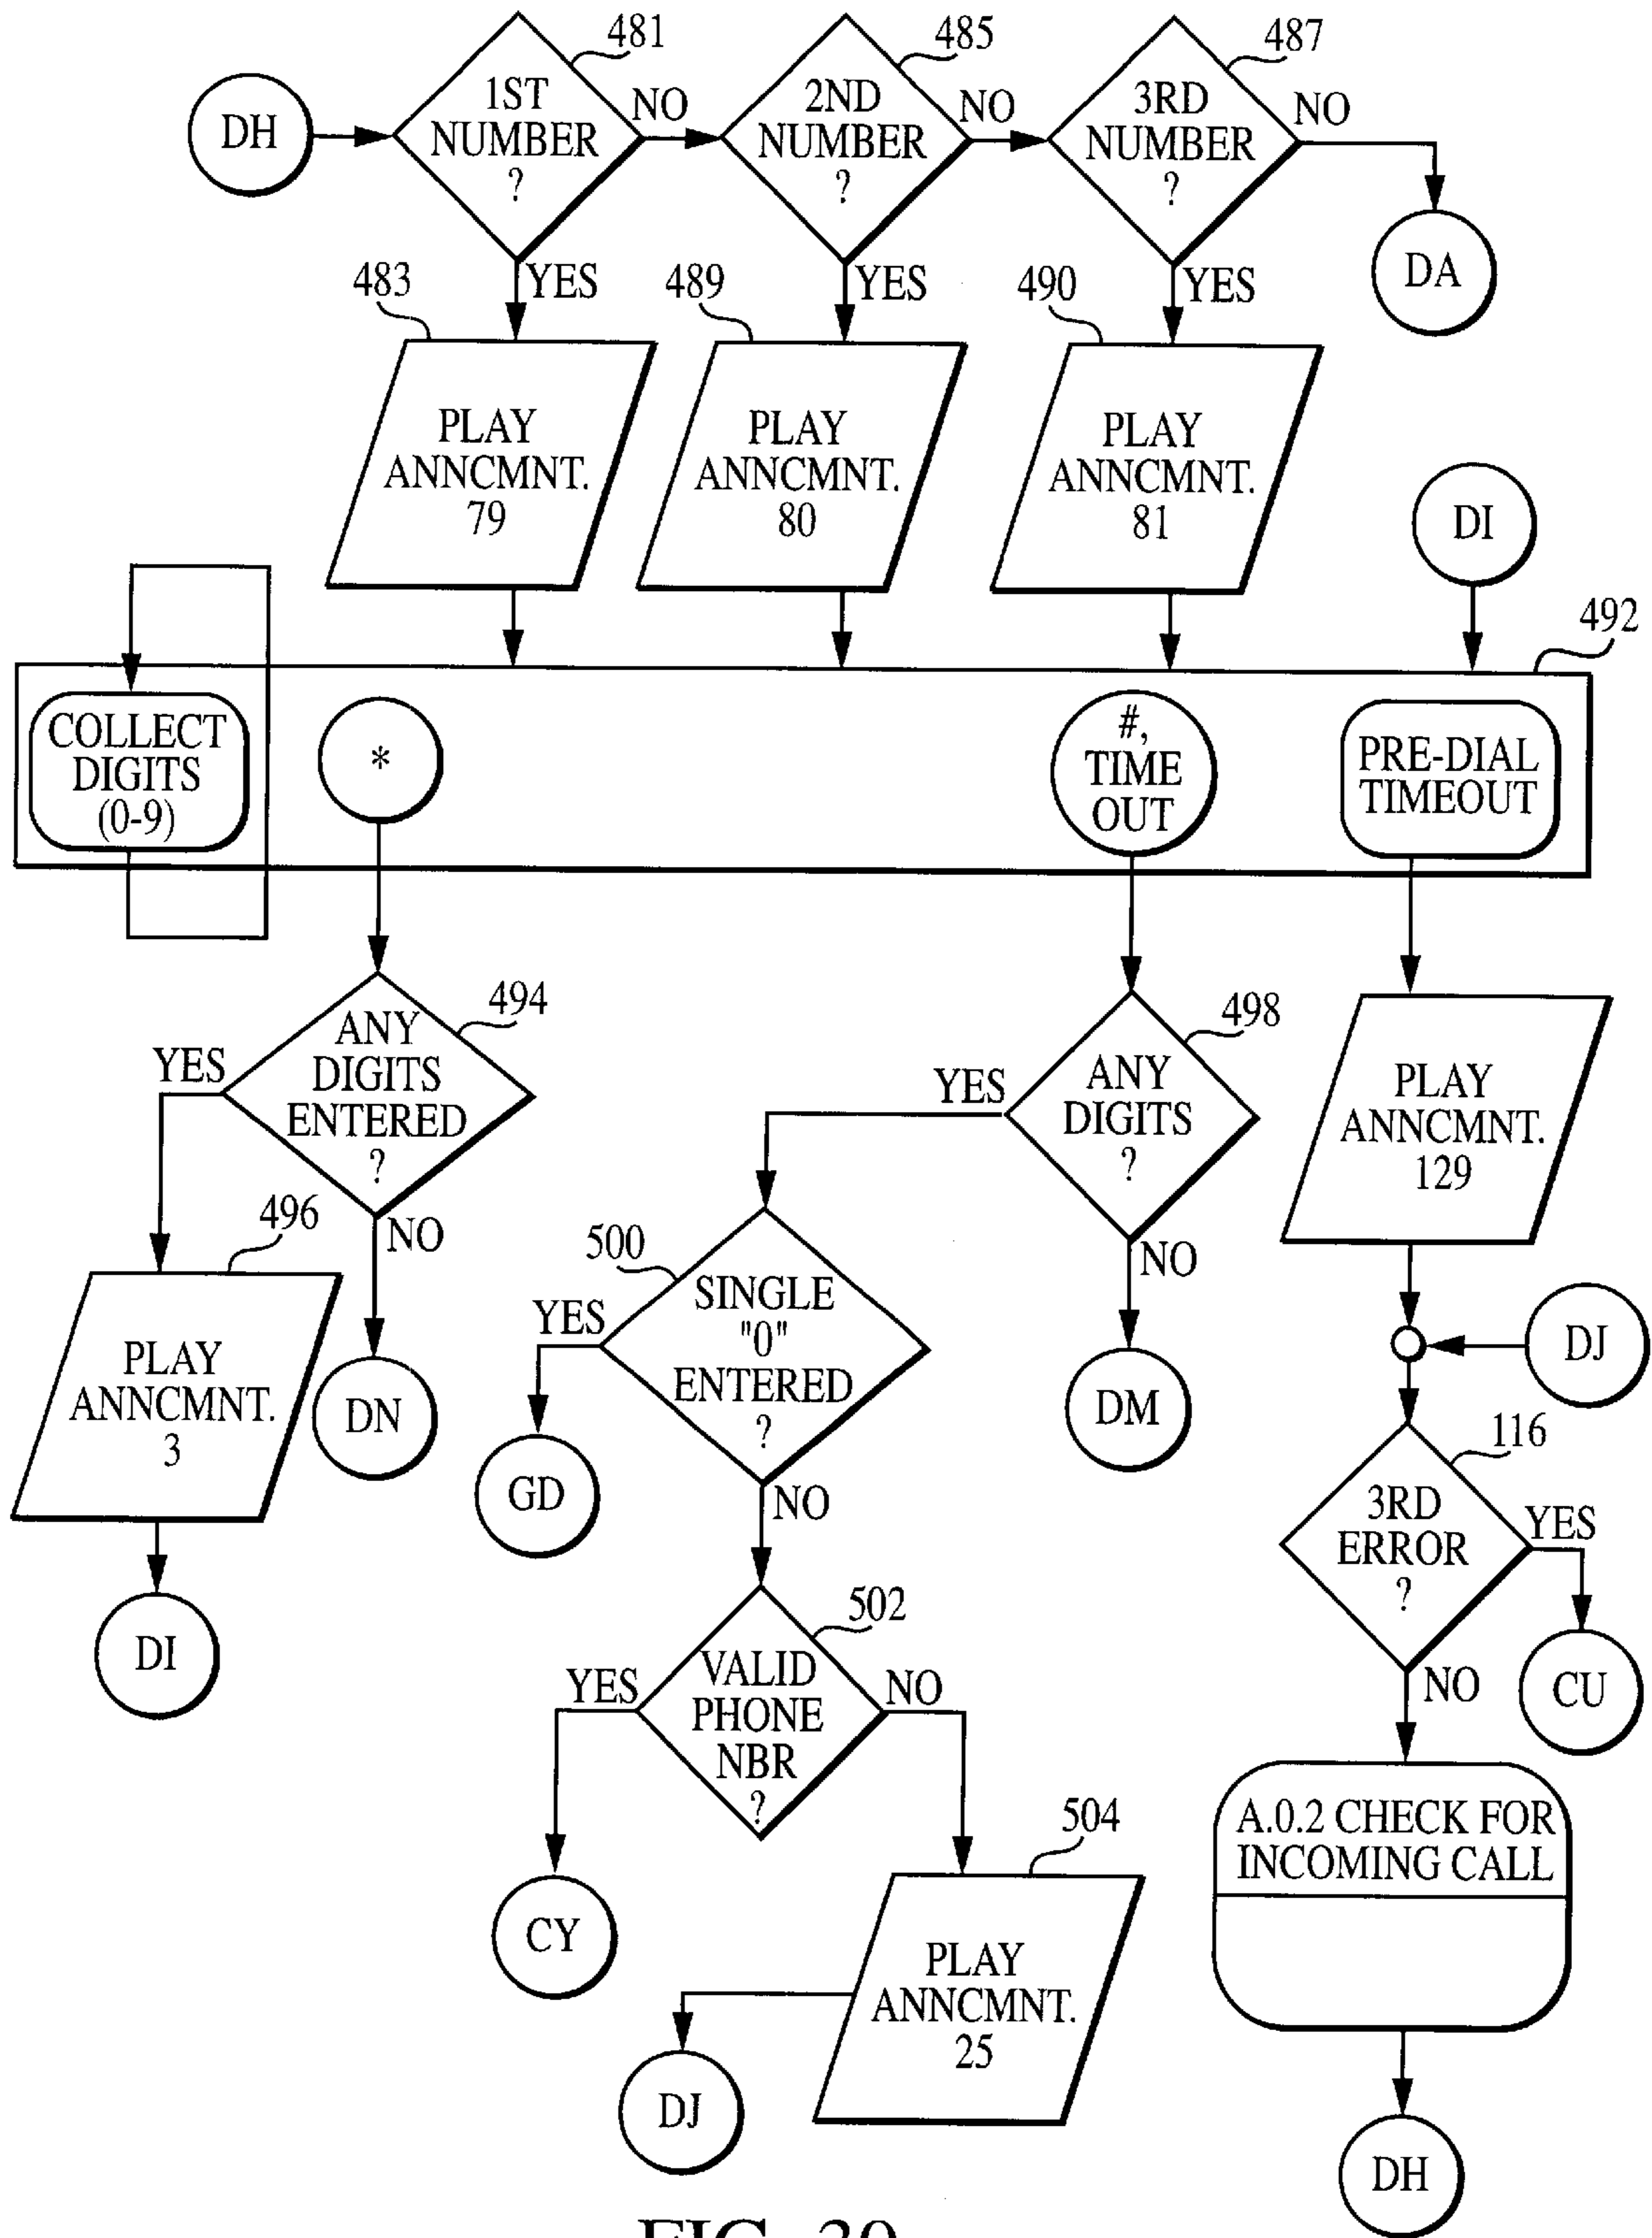 481
485
487
DH
1ST
NUMBER
?
NO
2ND
NUMBER
?
NO
3RD
NUMBER
?
NO
DA
YES
YES
YES
483
489
490
PLAY
ANNCMNT.
79
PLAY
ANNCMNT.
80
PLAY
ANNCMNT.
81
DI
492
COLLECT
DIGITS
(0-9)
*
#,
TIME
OUT
PRE-DIAL
TIMEOUT
494
ANY
DIGITS
ENTERED
?
YES
NO
498
ANY
DIGITS
?
YES
NO
PLAY
ANNCMNT.
129
496
PLAY
ANNCMNT.
3
DN
500
SINGLE
"0"
ENTERED
?
YES
NO
DM
DJ
GD
116
3RD
ERROR
?
YES
NO
DI
502
VALID
PHONE
NBR
?
YES
NO
CU
504
A.0.2 CHECK FOR
INCOMING CALL
CY
PLAY
ANNCMNT.
25
DJ
DH